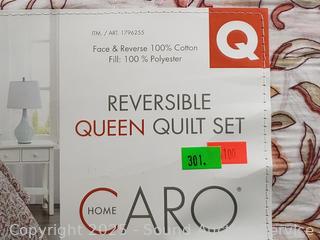 ITM. / ART. 1796255
Face & Reverse 100% Cotton
Fill: 100 % Polyester
Q
REVERSIBLE
QUEEN QUILT SET
301.
100
HOME
CARO®
Copyright 2025 - Sound Auction Service